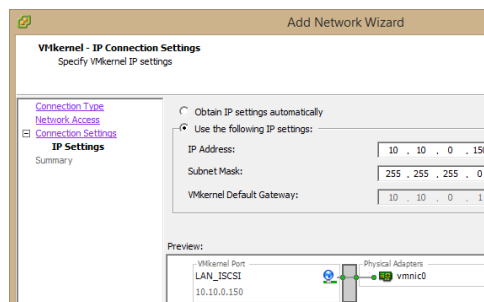 Add Network Wizard
VMkernel - IP Connection Settings
Specify VMkernel IP settings
Connection Type
Network Access
Connection Settings
IP Settings
Summary
Obtain IP settings automatically
Use the following IP settings:
IP Address:
10 . 10 . 0 . 150
Subnet Mask:
255 . 255 . 255 . 0
VMkernel Default Gateway:
10 . 10 . 0 . 1
Preview:
VMkernel Port
LAN_ISCSI
10.10.0.150
Physical Adapters
vmnic0